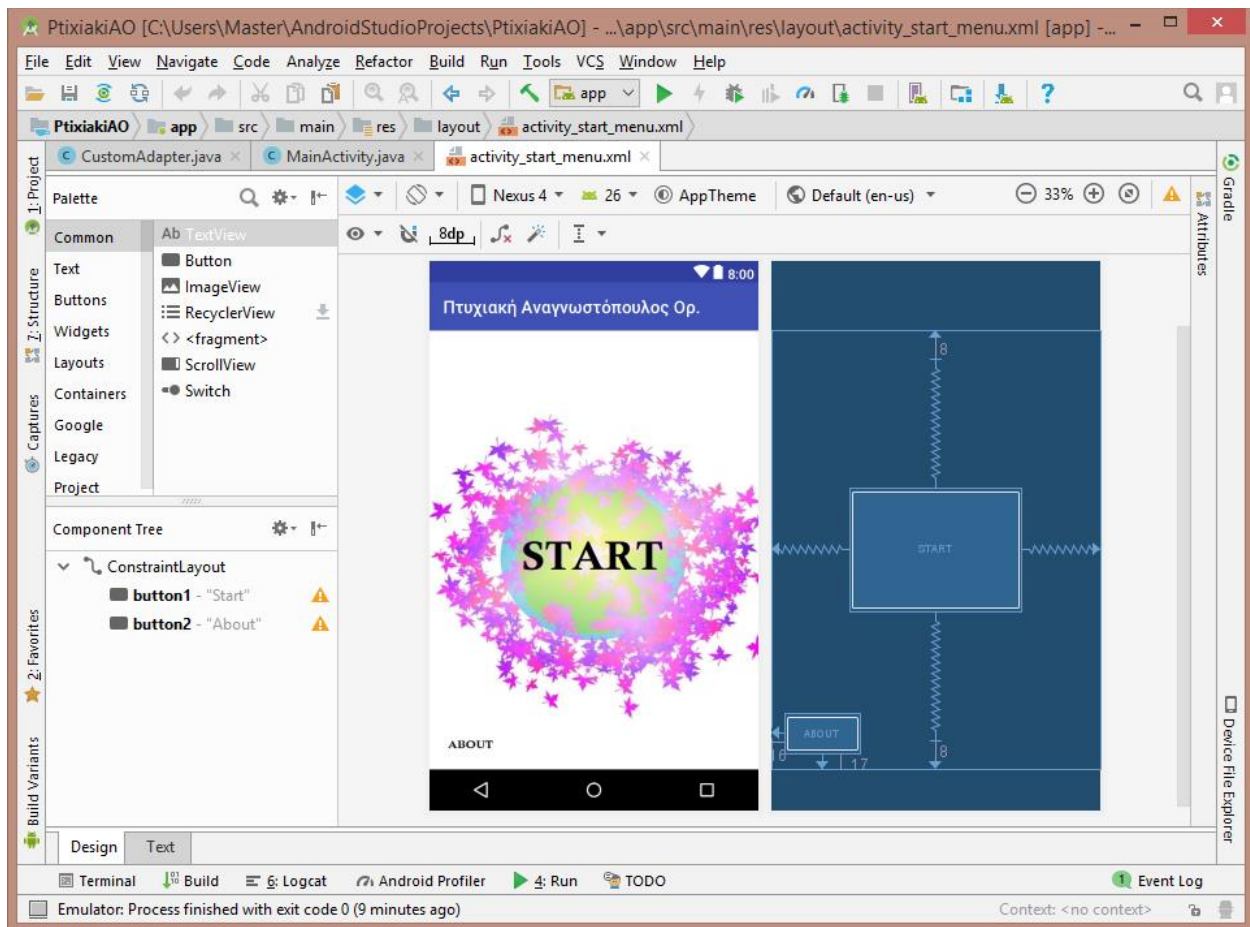 PtixiakiAO [C:\Users\Master\AndroidStudioProjects\PtixiakiAO] - ...\app\src\main\res\layout\activity_start_menu.xml [app] -...
File Edit View Navigate Code Analyze Refactor Build Run Tools VCS Window Help
app
PtixiakiAO app src main res layout activity_start_menu.xml
CustomAdapter.java MainActivity.java activity_start_menu.xml
1: Project
7: Structure
Captures
2: Favorites
Build Variants
Palette
Common
Text
Buttons
Widgets
Layouts
Containers
Google
Legacy
Project
Ab TextView
Button
ImageView
RecyclerView
<fragment>
ScrollView
Switch
Component Tree
ConstraintLayout
button1 - "Start"
button2 - "About"
Nexus 4 26 AppTheme Default (en-us) 33%
8dp
8:00
Πτυχιακή Αναγνωστόπουλος Ορ.
START
ABOUT
8
START
ABOUT
16
17
8
Gradle
Attributes
Device File Explorer
Design Text
Terminal Build 6: Logcat Android Profiler 4: Run TODO 1 Event Log
Emulator: Process finished with exit code 0 (9 minutes ago) Context: <no context>